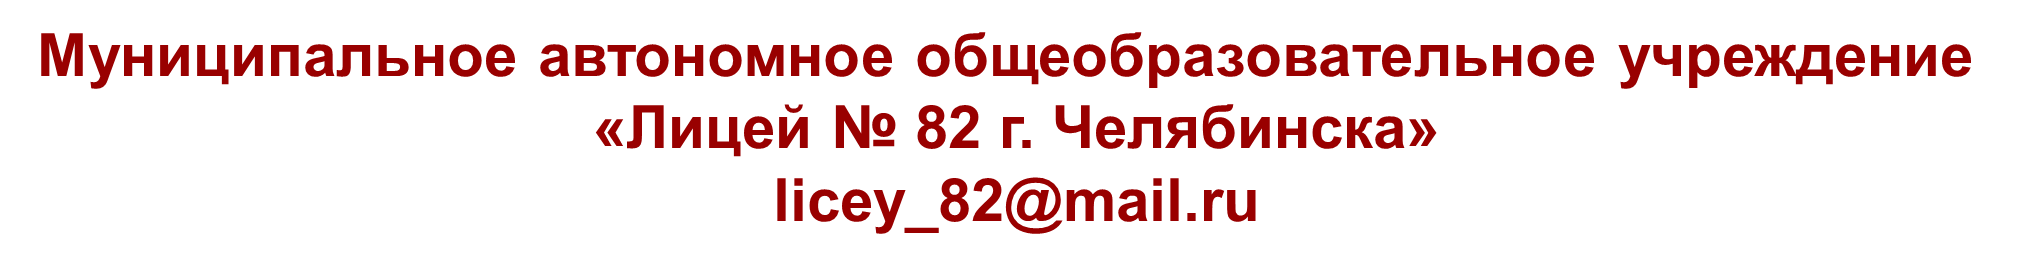 Муниципальное автономное общеобразовательное учреждение
«Лицей № 82 г. Челябинска»
licey_82@mail.ru